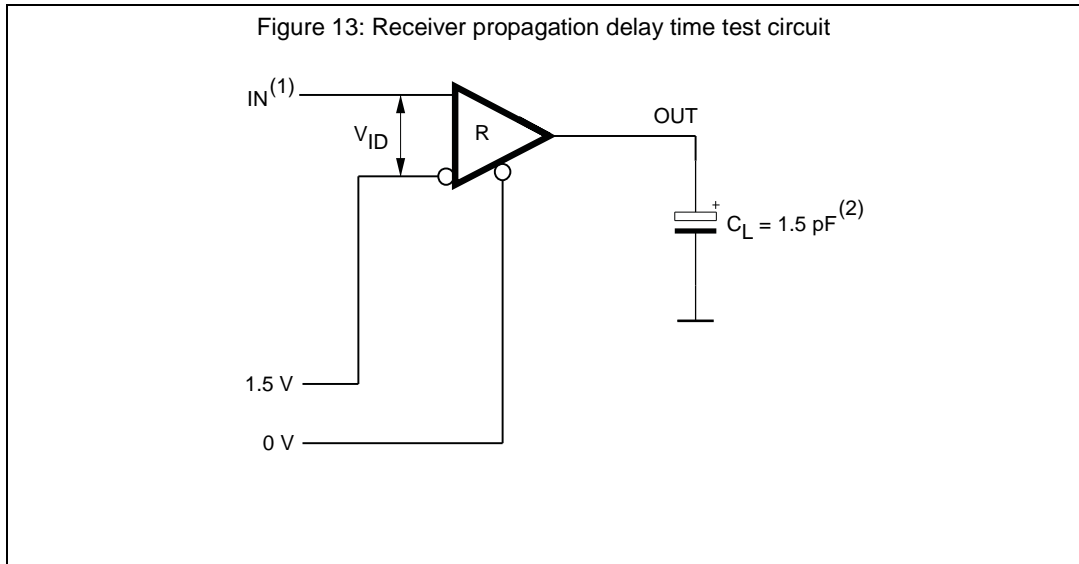 Figure 13: Receiver propagation delay time test circuit
IN(1)
VID
R
OUT
+
CL = 1.5 pF(2)
1.5 V
0 V